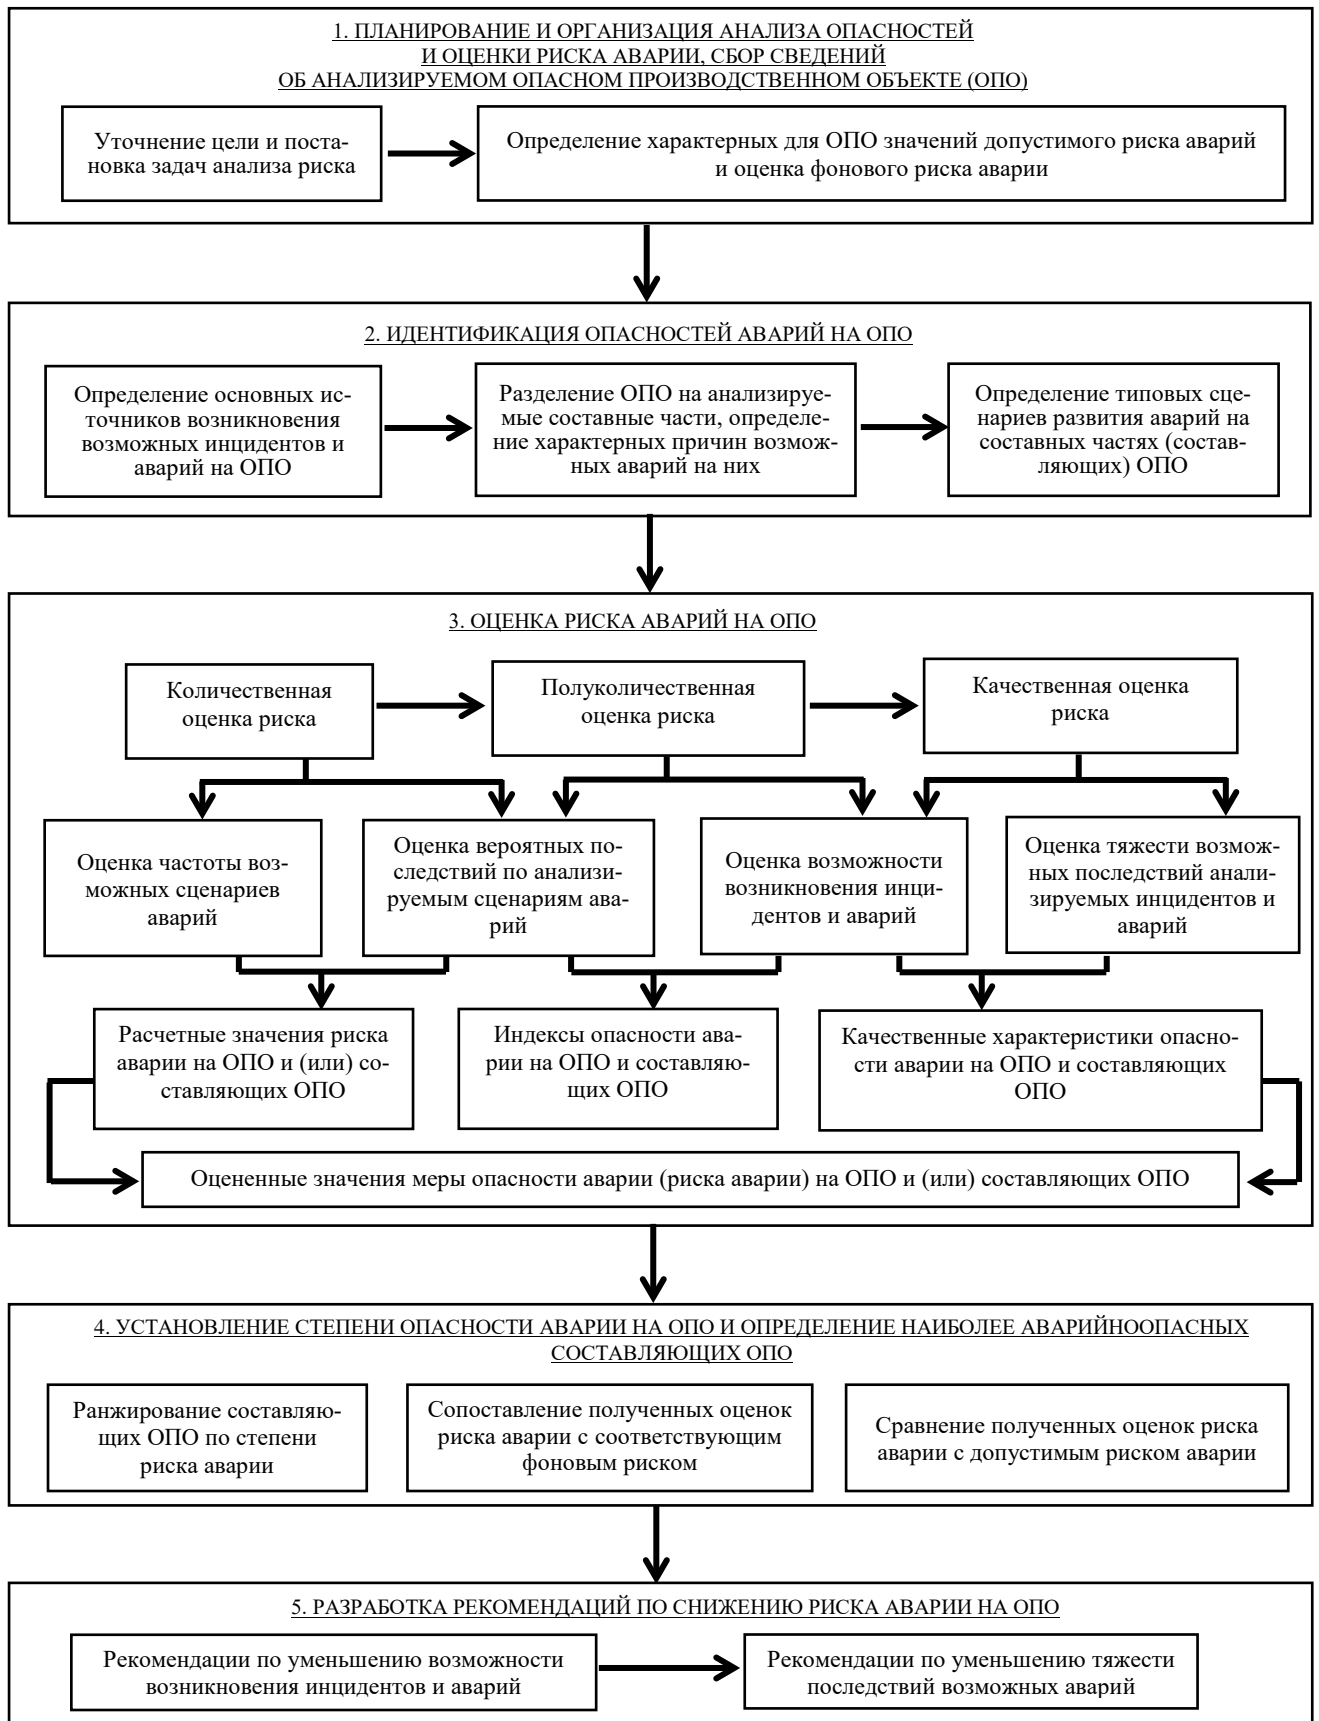 1. ПЛАНИРОВАНИЕ И ОРГАНИЗАЦИЯ АНАЛИЗА ОПАСНОСТЕЙ
И ОЦЕНКИ РИСКА АВАРИИ, СБОР СВЕДЕНИЙ
ОБ АНАЛИЗИРУЕМОМ ОПАСНОМ ПРОИЗВОДСТВЕННОМ ОБЪЕКТЕ (ОПО)
Уточнение цели и поста-
новка задач анализа риска
Определение характерных для ОПО значений допустимого риска аварий
и оценка фонового риска аварии
2. ИДЕНТИФИКАЦИЯ ОПАСНОСТЕЙ АВАРИЙ НА ОПО
Определение основных ис-
точников возникновения
возможных инцидентов и
аварий на ОПО
Разделение ОПО на анализируе-
мые составные части, определе-
ние характерных причин возмож-
ных аварий на них
Определение типовых сце-
нариев развития аварий на
составных частях (состав-
ляющих) ОПО
3. ОЦЕНКА РИСКА АВАРИЙ НА ОПО
Количественная
оценка риска
Полуколичественная
оценка риска
Качественная оценка
риска
Оценка частоты воз-
можных сценариев
аварий
Оценка вероятных по-
следствий по анализи-
руемым сценариям ава-
рий
Оценка возможности
возникновения инци-
дентов и аварий
Оценка тяжести возмож-
ных последствий анали-
зируемых инцидентов и
аварий
Расчетные значения риска
аварии на ОПО и (или) со-
ставляющих ОПО
Индексы опасности ава-
рии на ОПО и составляю-
щих ОПО
Качественные характеристики опасно-
сти аварии на ОПО и составляющих
ОПО
Оцененные значения меры опасности аварии (риска аварии) на ОПО и (или) составляющих ОПО
4. УСТАНОВЛЕНИЕ СТЕПЕНИ ОПАСНОСТИ АВАРИИ НА ОПО И ОПРЕДЕЛЕНИЕ НАИБОЛЕЕ АВАРИЙНООПАСНЫХ
СОСТАВЛЯЮЩИХ ОПО
Ранжирование составляю-
щих ОПО по степени
риска аварии
Сопоставление полученных оценок
риска аварии с соответствующим
фоновым риском
Сравнение полученных оценок риска
аварии с допустимым риском аварии
5. РАЗРАБОТКА РЕКОМЕНДАЦИЙ ПО СНИЖЕНИЮ РИСКА АВАРИИ НА ОПО
Рекомендации по уменьшению возможности
возникновения инцидентов и аварий
Рекомендации по уменьшению тяжести
последствий возможных аварий